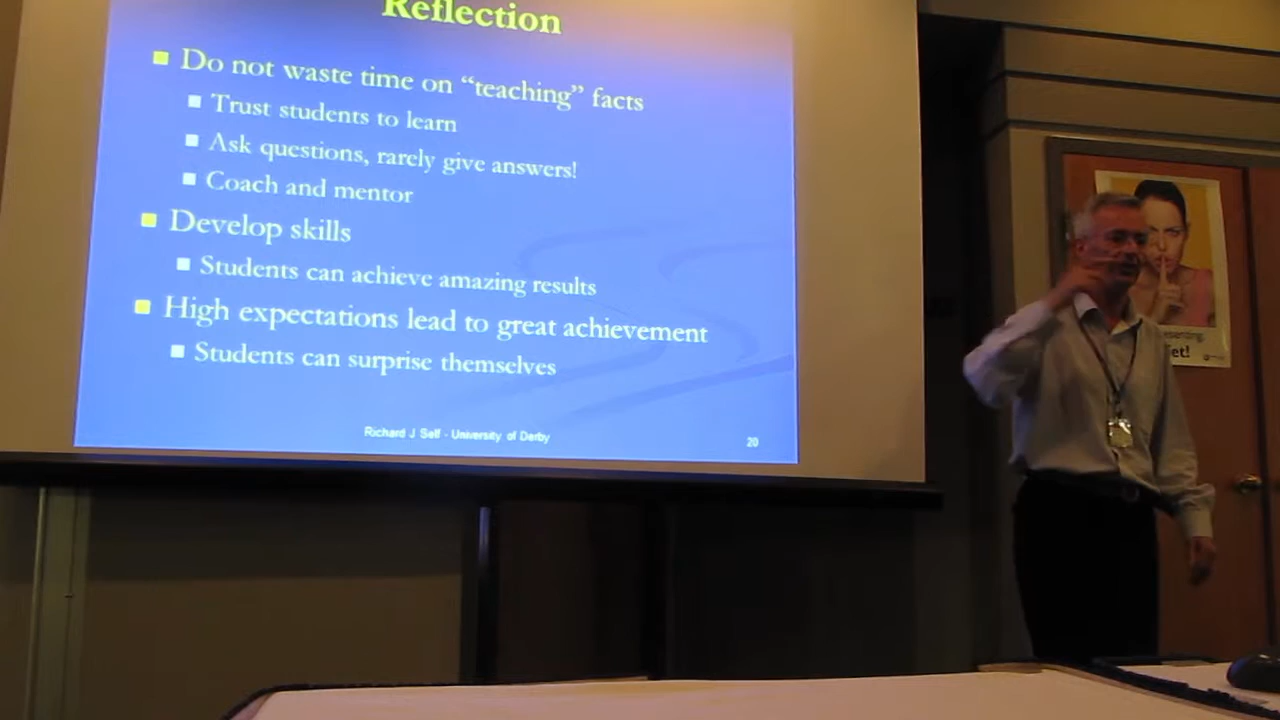 Reflection
Do not waste time on “teaching” facts
Trust students to learn
Ask questions, rarely give answers!
Coach and mentor
Develop skills
Students can achieve amazing results
High expectations lead to great achievement
Students can surprise themselves
Richard J Self - University of Derby
20